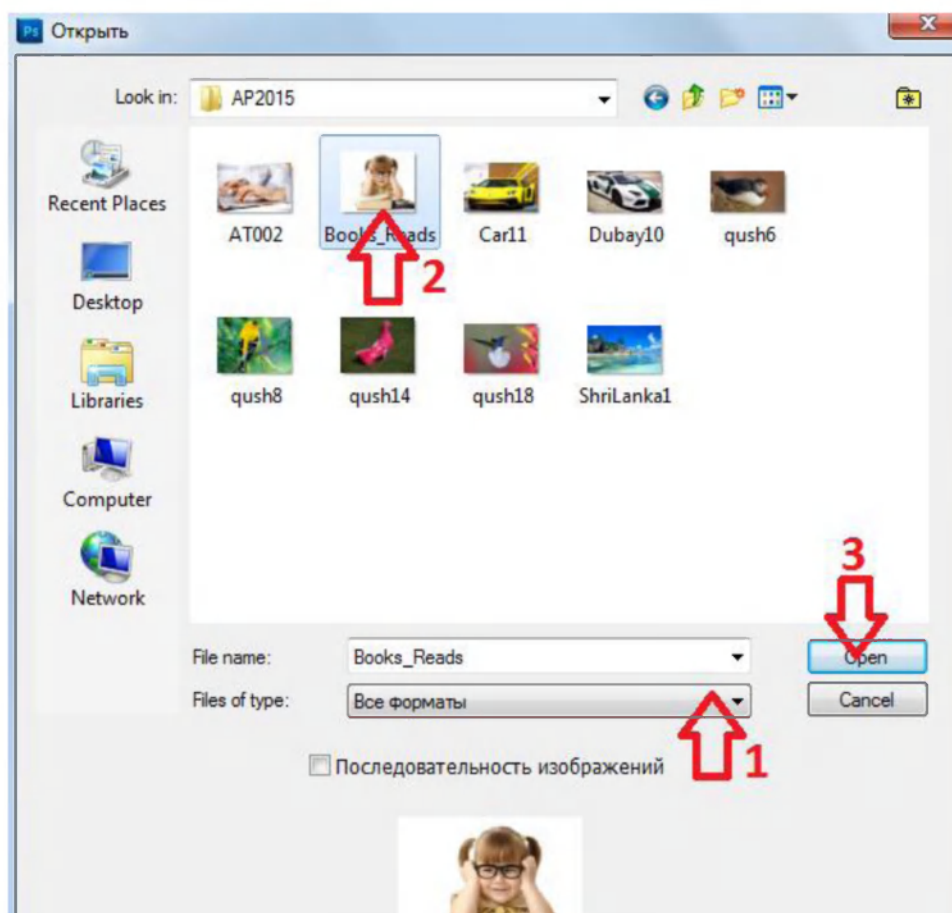 Ps Открыть
Look in: AP2015
Recent Places
Desktop
Libraries
Computer
Network
AT002 Books_Reads Car11 Dubay10 qush6
2
qush8 qush14 qush18 ShriLanka1
3
File name: Books_Reads Open
Files of type: Все форматы Cancel
1
Последовательность изображений